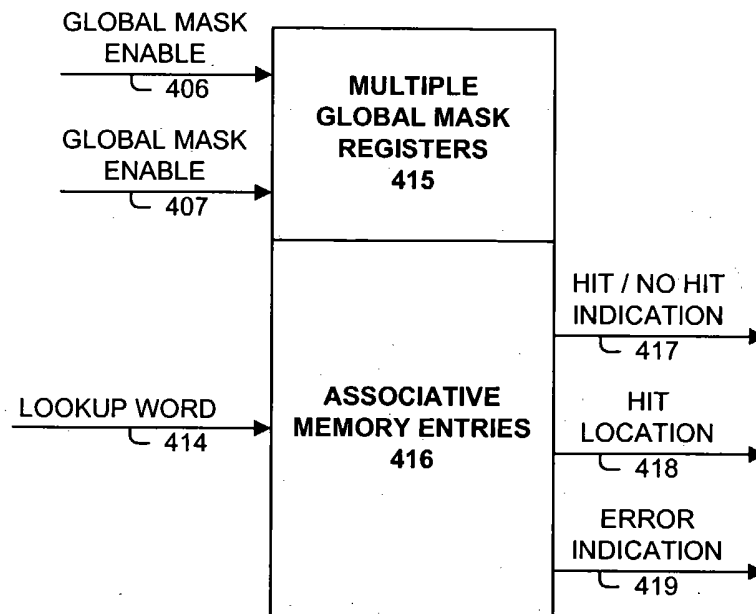 GLOBAL MASK
ENABLE
406
GLOBAL MASK
ENABLE
407
MULTIPLE
GLOBAL MASK
REGISTERS
415
LOOKUP WORD
414
ASSOCIATIVE
MEMORY ENTRIES
416
HIT / NO HIT
INDICATION
417
HIT
LOCATION
418
ERROR
INDICATION
419